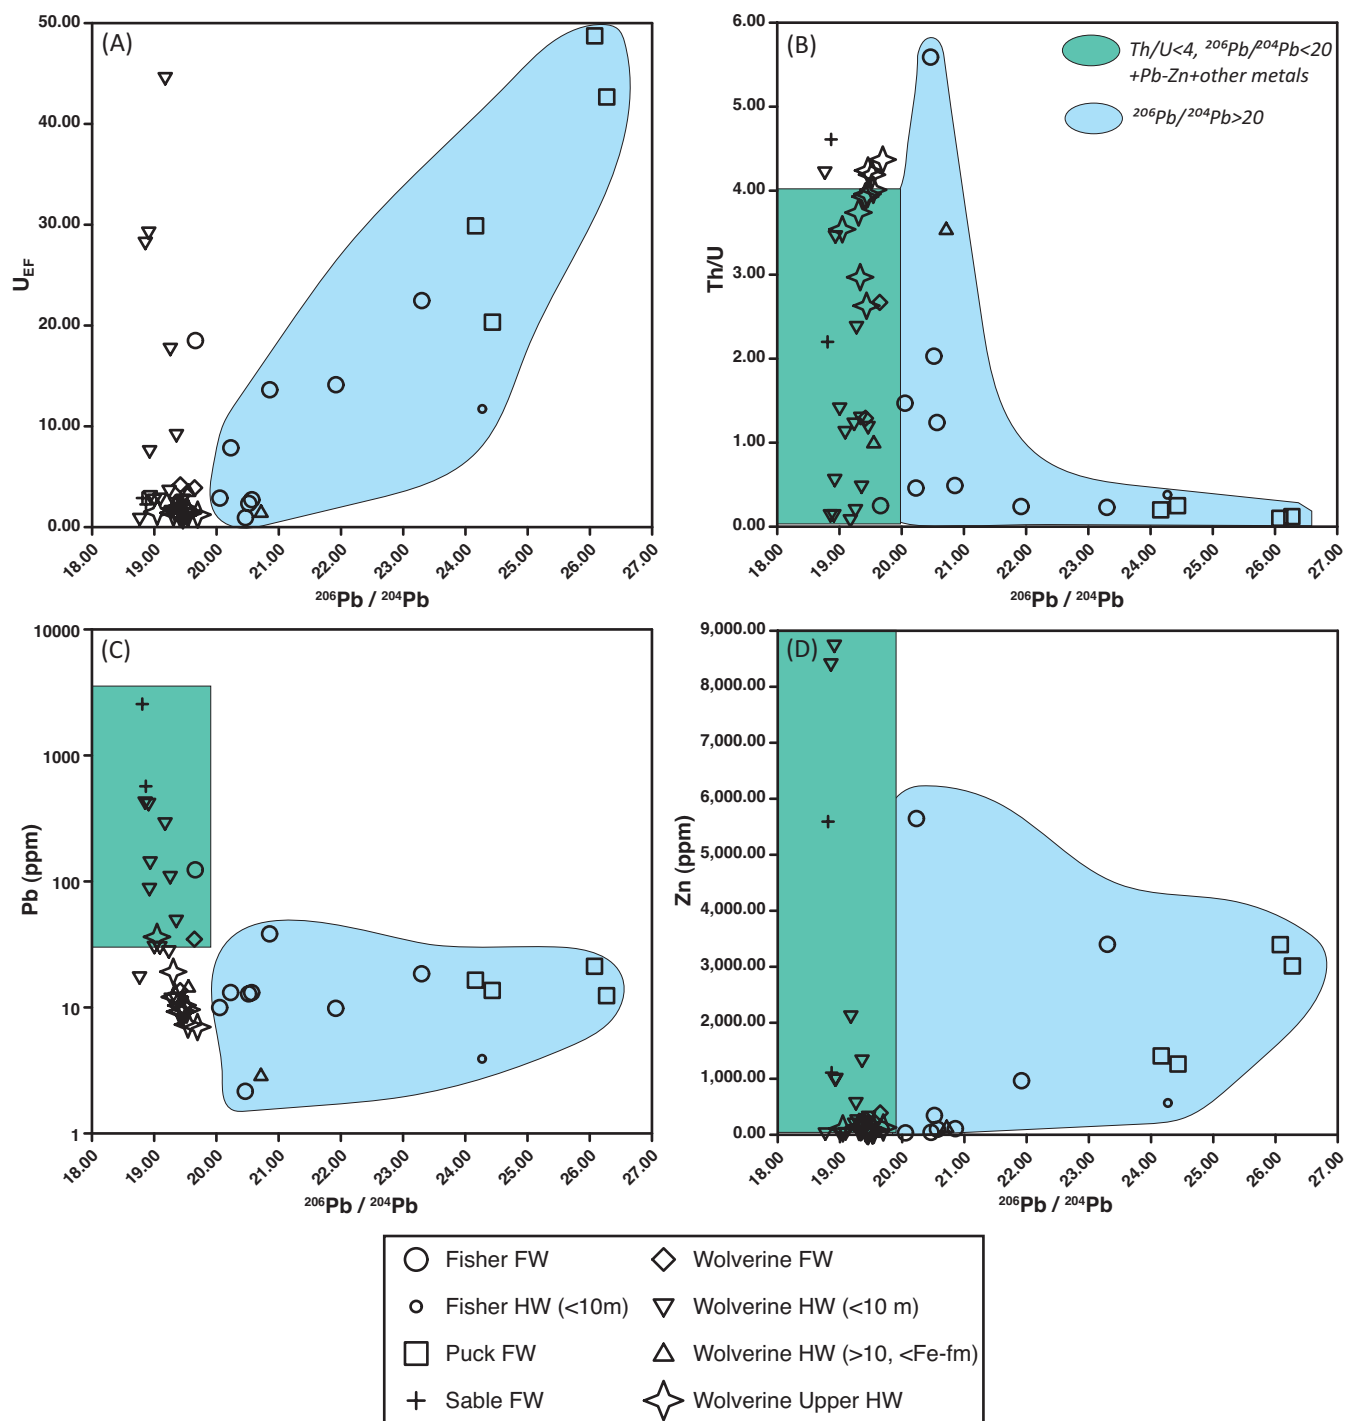 (A)
50.00
40.00
30.00
20.00
10.00
0.00
U_EF
18.00 19.00 20.00 21.00 22.00 23.00 24.00 25.00 26.00 27.00
²⁰⁶Pb / ²⁰⁴Pb
(B)
6.00
5.00
4.00
3.00
2.00
1.00
0.00
Th/U
Th/U<4, ²⁰⁶Pb/²⁰⁴Pb<20
+Pb-Zn+other metals
²⁰⁶Pb/²⁰⁴Pb>20
18.00 19.00 20.00 21.00 22.00 23.00 24.00 25.00 26.00 27.00
²⁰⁶Pb / ²⁰⁴Pb
(C)
10000
1000
100
10
1
Pb (ppm)
18.00 19.00 20.00 21.00 22.00 23.00 24.00 25.00 26.00 27.00
²⁰⁶Pb / ²⁰⁴Pb
(D)
9,000.00
8,000.00
7,000.00
6,000.00
5,000.00
4,000.00
3,000.00
2,000.00
1,000.00
0.00
Zn (ppm)
18.00 19.00 20.00 21.00 22.00 23.00 24.00 25.00 26.00 27.00
²⁰⁶Pb / ²⁰⁴Pb
Fisher FW
Fisher HW (<10m)
Puck FW
Sable FW
Wolverine FW
Wolverine HW (<10 m)
Wolverine HW (>10, <Fe-fm)
Wolverine Upper HW